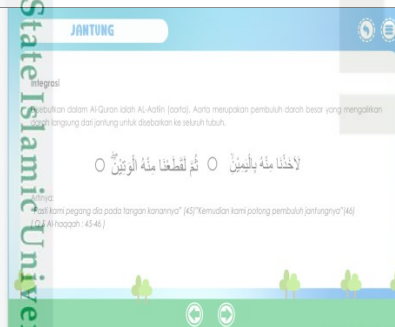 JANTUNG
Integrasi
Disebutkan dalam Al-Quran ialah AL-Aatiin (aorta). Aorta merupakan pembuluh darah besar yang mengalirkan
darah langsung dari jantung untuk disebarkan ke seluruh tubuh.
لَاَخَذْنَا مِنْهُ بِالْيَمِيْنِۙ ○ ثُمَّ لَقَطَعْنَا مِنْهُ الْوَتِيْنَۖ ○
Artinya:
"Pasti kami pegang dia pada tangan kanannya" (45)"Kemudian kami potong pembuluh jantungnya"(46)
( Q.S Al-haqqah : 45-46 )
State Islamic Unive